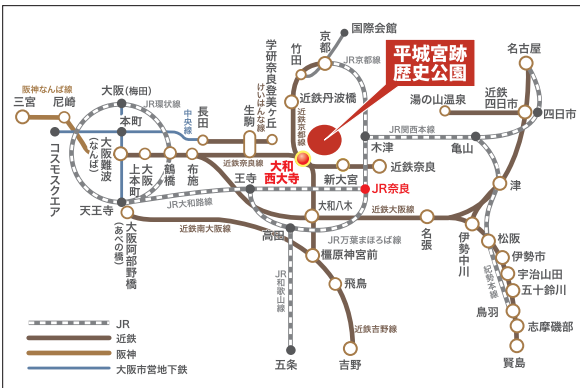 国際会館
京都
竹田
JR京都線
平城宮跡
歴史公園
名古屋
学研奈良登美ヶ丘
けいはんな線
近鉄丹波橋
近鉄京都線
湯の山温泉
近鉄
四日市
四日市
阪神なんば線
三宮
尼崎
大阪(梅田)
JR環状線
本町
中央線
長田
生駒
JR関西本線
木津
亀山
コスモスクエア
大阪難波
(なんば)
大阪
上本町
鶴橋
布施
近鉄奈良線
大和
西大寺
新大宮
近鉄奈良
津
天王寺
王寺
JR奈良
JR大和路線
大和八木
近鉄大阪線
名張
伊勢
中川
松阪
大阪阿部野橋
(あべの橋)
近鉄南大阪線
高田
JR万葉まほろば線
橿原神宮前
伊勢市
宇治山田
五十鈴川
紀勢本線
鳥羽
志摩磯部
賢島
JR和歌山線
飛鳥
近鉄吉野線
五条
吉野
JR
近鉄
阪神
大阪市営地下鉄